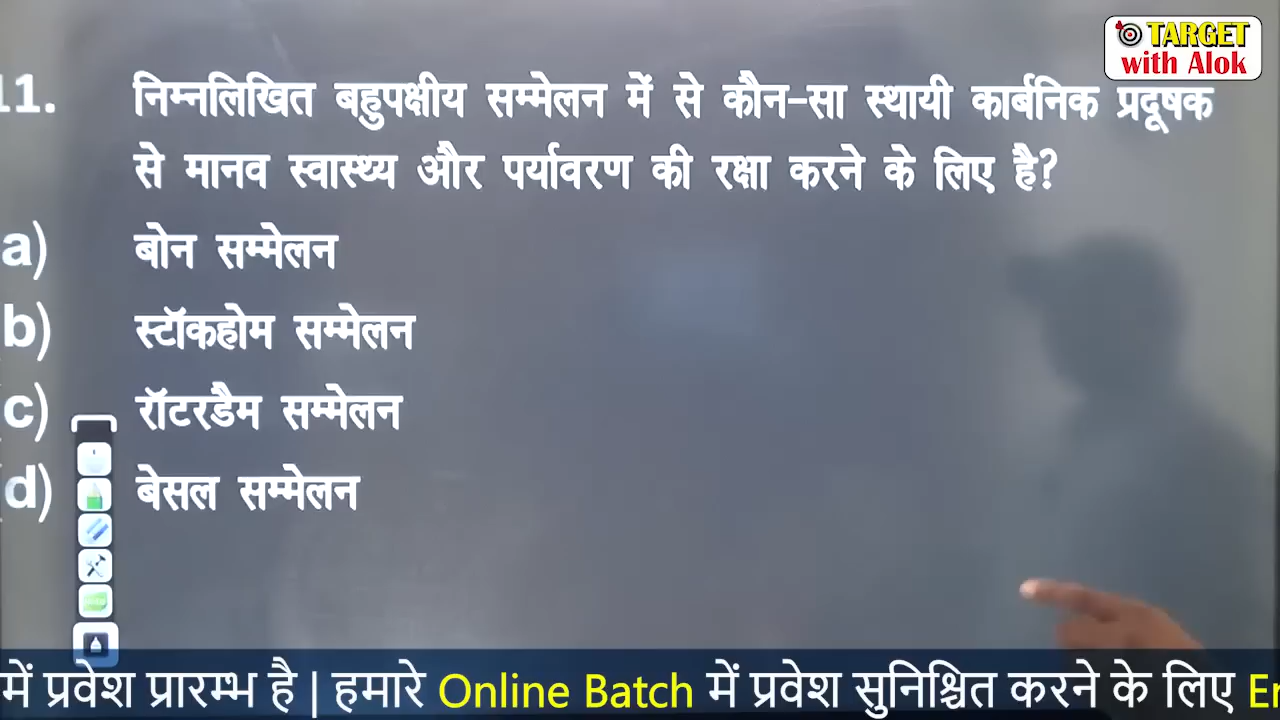 TARGET
with Alok
11. निम्नलिखित बहुपक्षीय सम्मेलन में से कौन-सा स्थायी कार्बनिक प्रदूषक
से मानव स्वास्थ्य और पर्यावरण की रक्षा करने के लिए है?
a) बोन सम्मेलन
b) स्टॉकहोम सम्मेलन
c) रॉटरडैम सम्मेलन
(d) बेसल सम्मेलन
में प्रवेश प्रारम्भ है | हमारे Online Batch में प्रवेश सुनिश्चित करने के लिए